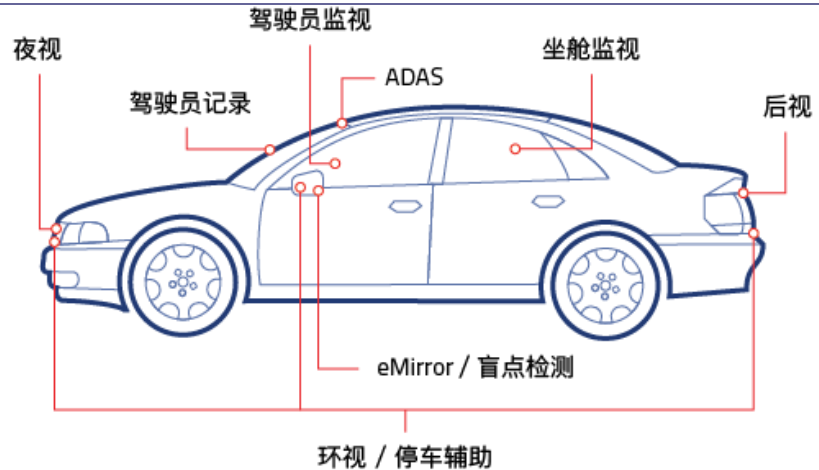 驾驶员监视
夜视
ADAS
坐舱监视
驾驶员记录
后视
eMirror / 盲点检测
环视 / 停车辅助